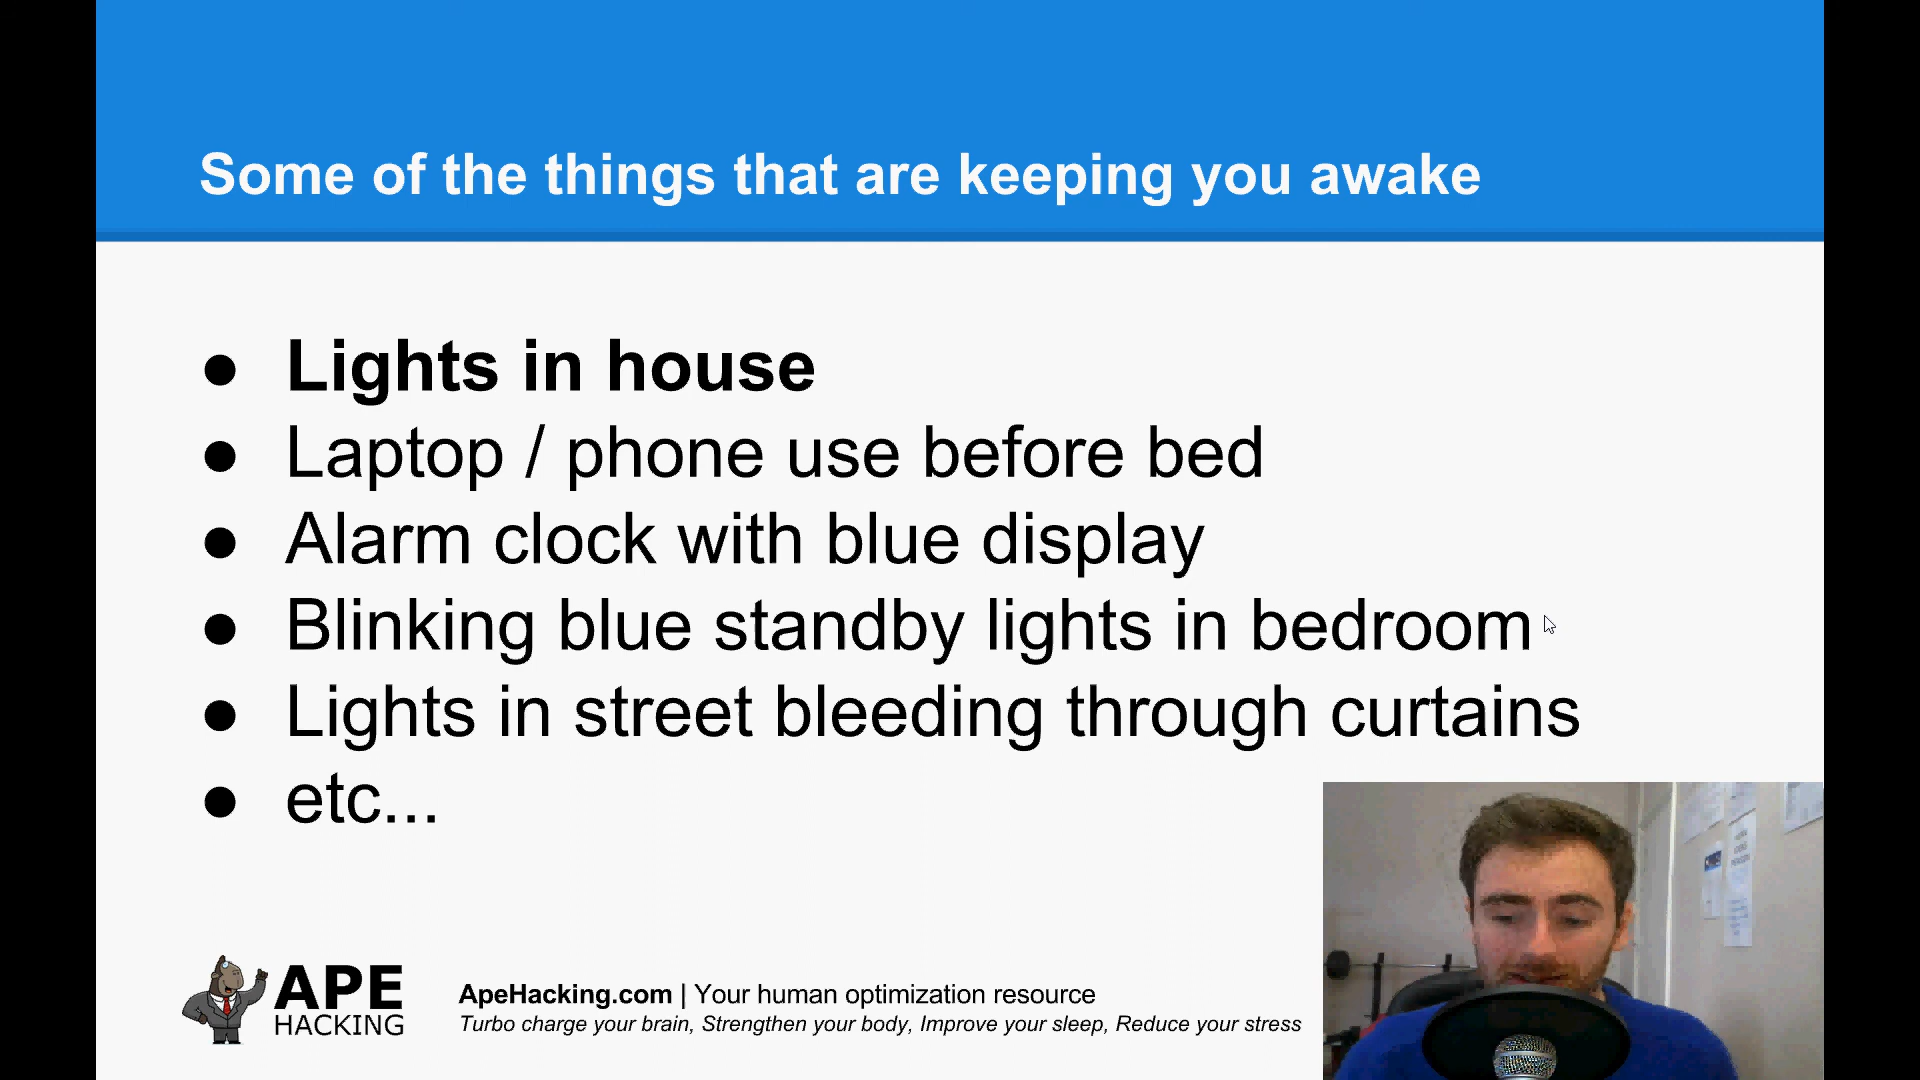 Some of the things that are keeping you awake
● Lights in house
● Laptop / phone use before bed
● Alarm clock with blue display
● Blinking blue standby lights in bedroom
● Lights in street bleeding through curtains
● etc...
APE
HACKING
ApeHacking.com | Your human optimization resource
Turbo charge your brain, Strengthen your body, Improve your sleep, Reduce your stress